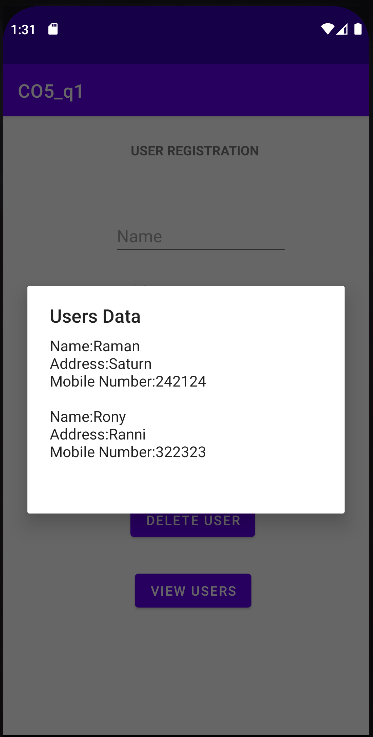 1:31
CO5_q1
USER REGISTRATION
Name
Users Data
Name:Raman
Address:Saturn
Mobile Number:242124
Name:Rony
Address:Ranni
Mobile Number:322323
DELETE USER
VIEW USERS